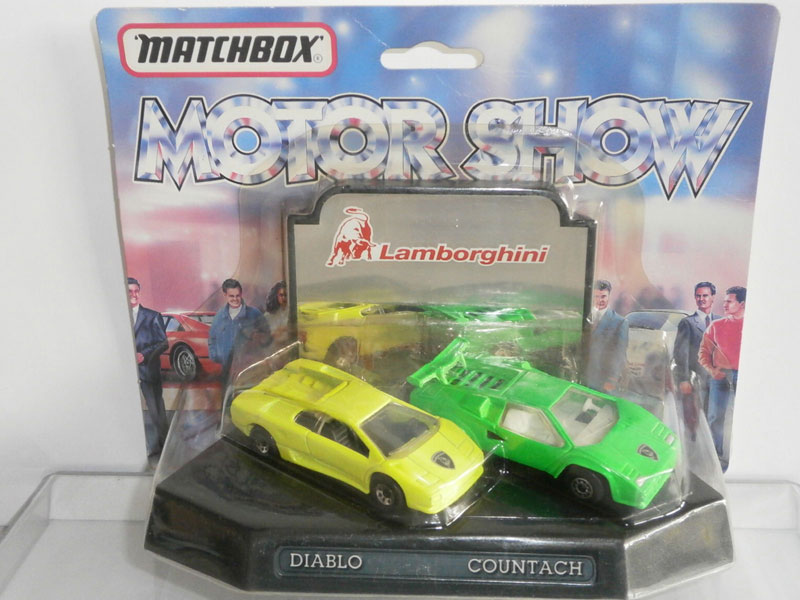 MATCHBOX®
MOTOR SHOW
Lamborghini
DIABLO COUNTACH